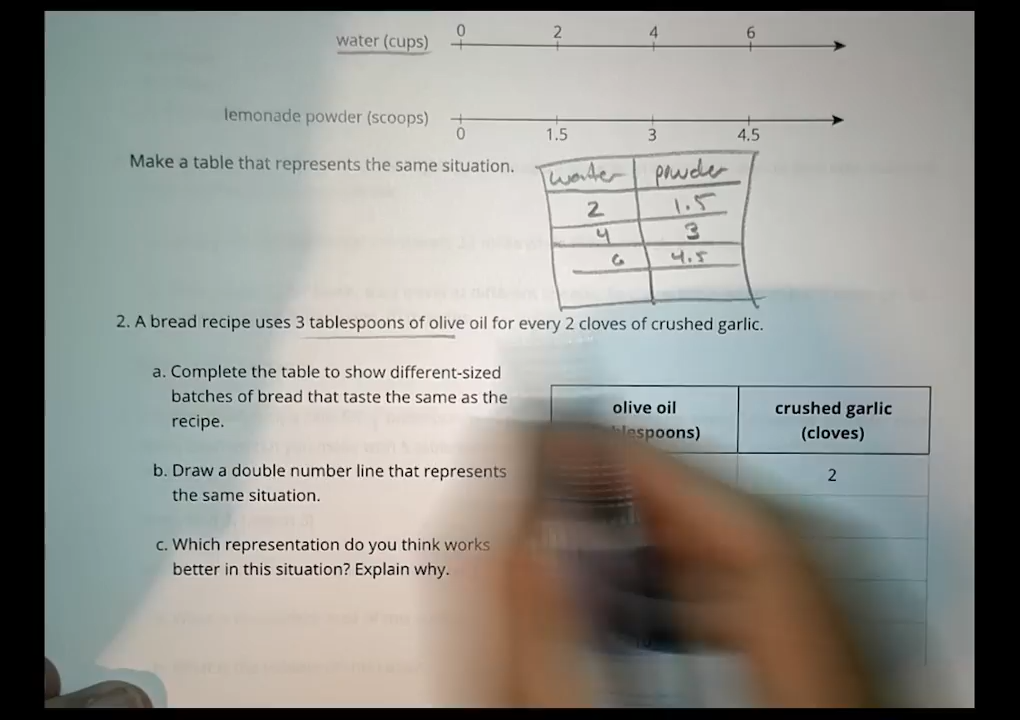 0 2 4 6
water (cups)
lemonade powder (scoops)
0 1.5 3 4.5
Make a table that represents the same situation.
water powder
2 1.5
4 3
6 4.5
2. A bread recipe uses 3 tablespoons of olive oil for every 2 cloves of crushed garlic.
a. Complete the table to show different-sized
batches of bread that taste the same as the
recipe.
b. Draw a double number line that represents
the same situation.
c. Which representation do you think works
better in this situation? Explain why.
olive oil crushed garlic
(cloves)
2